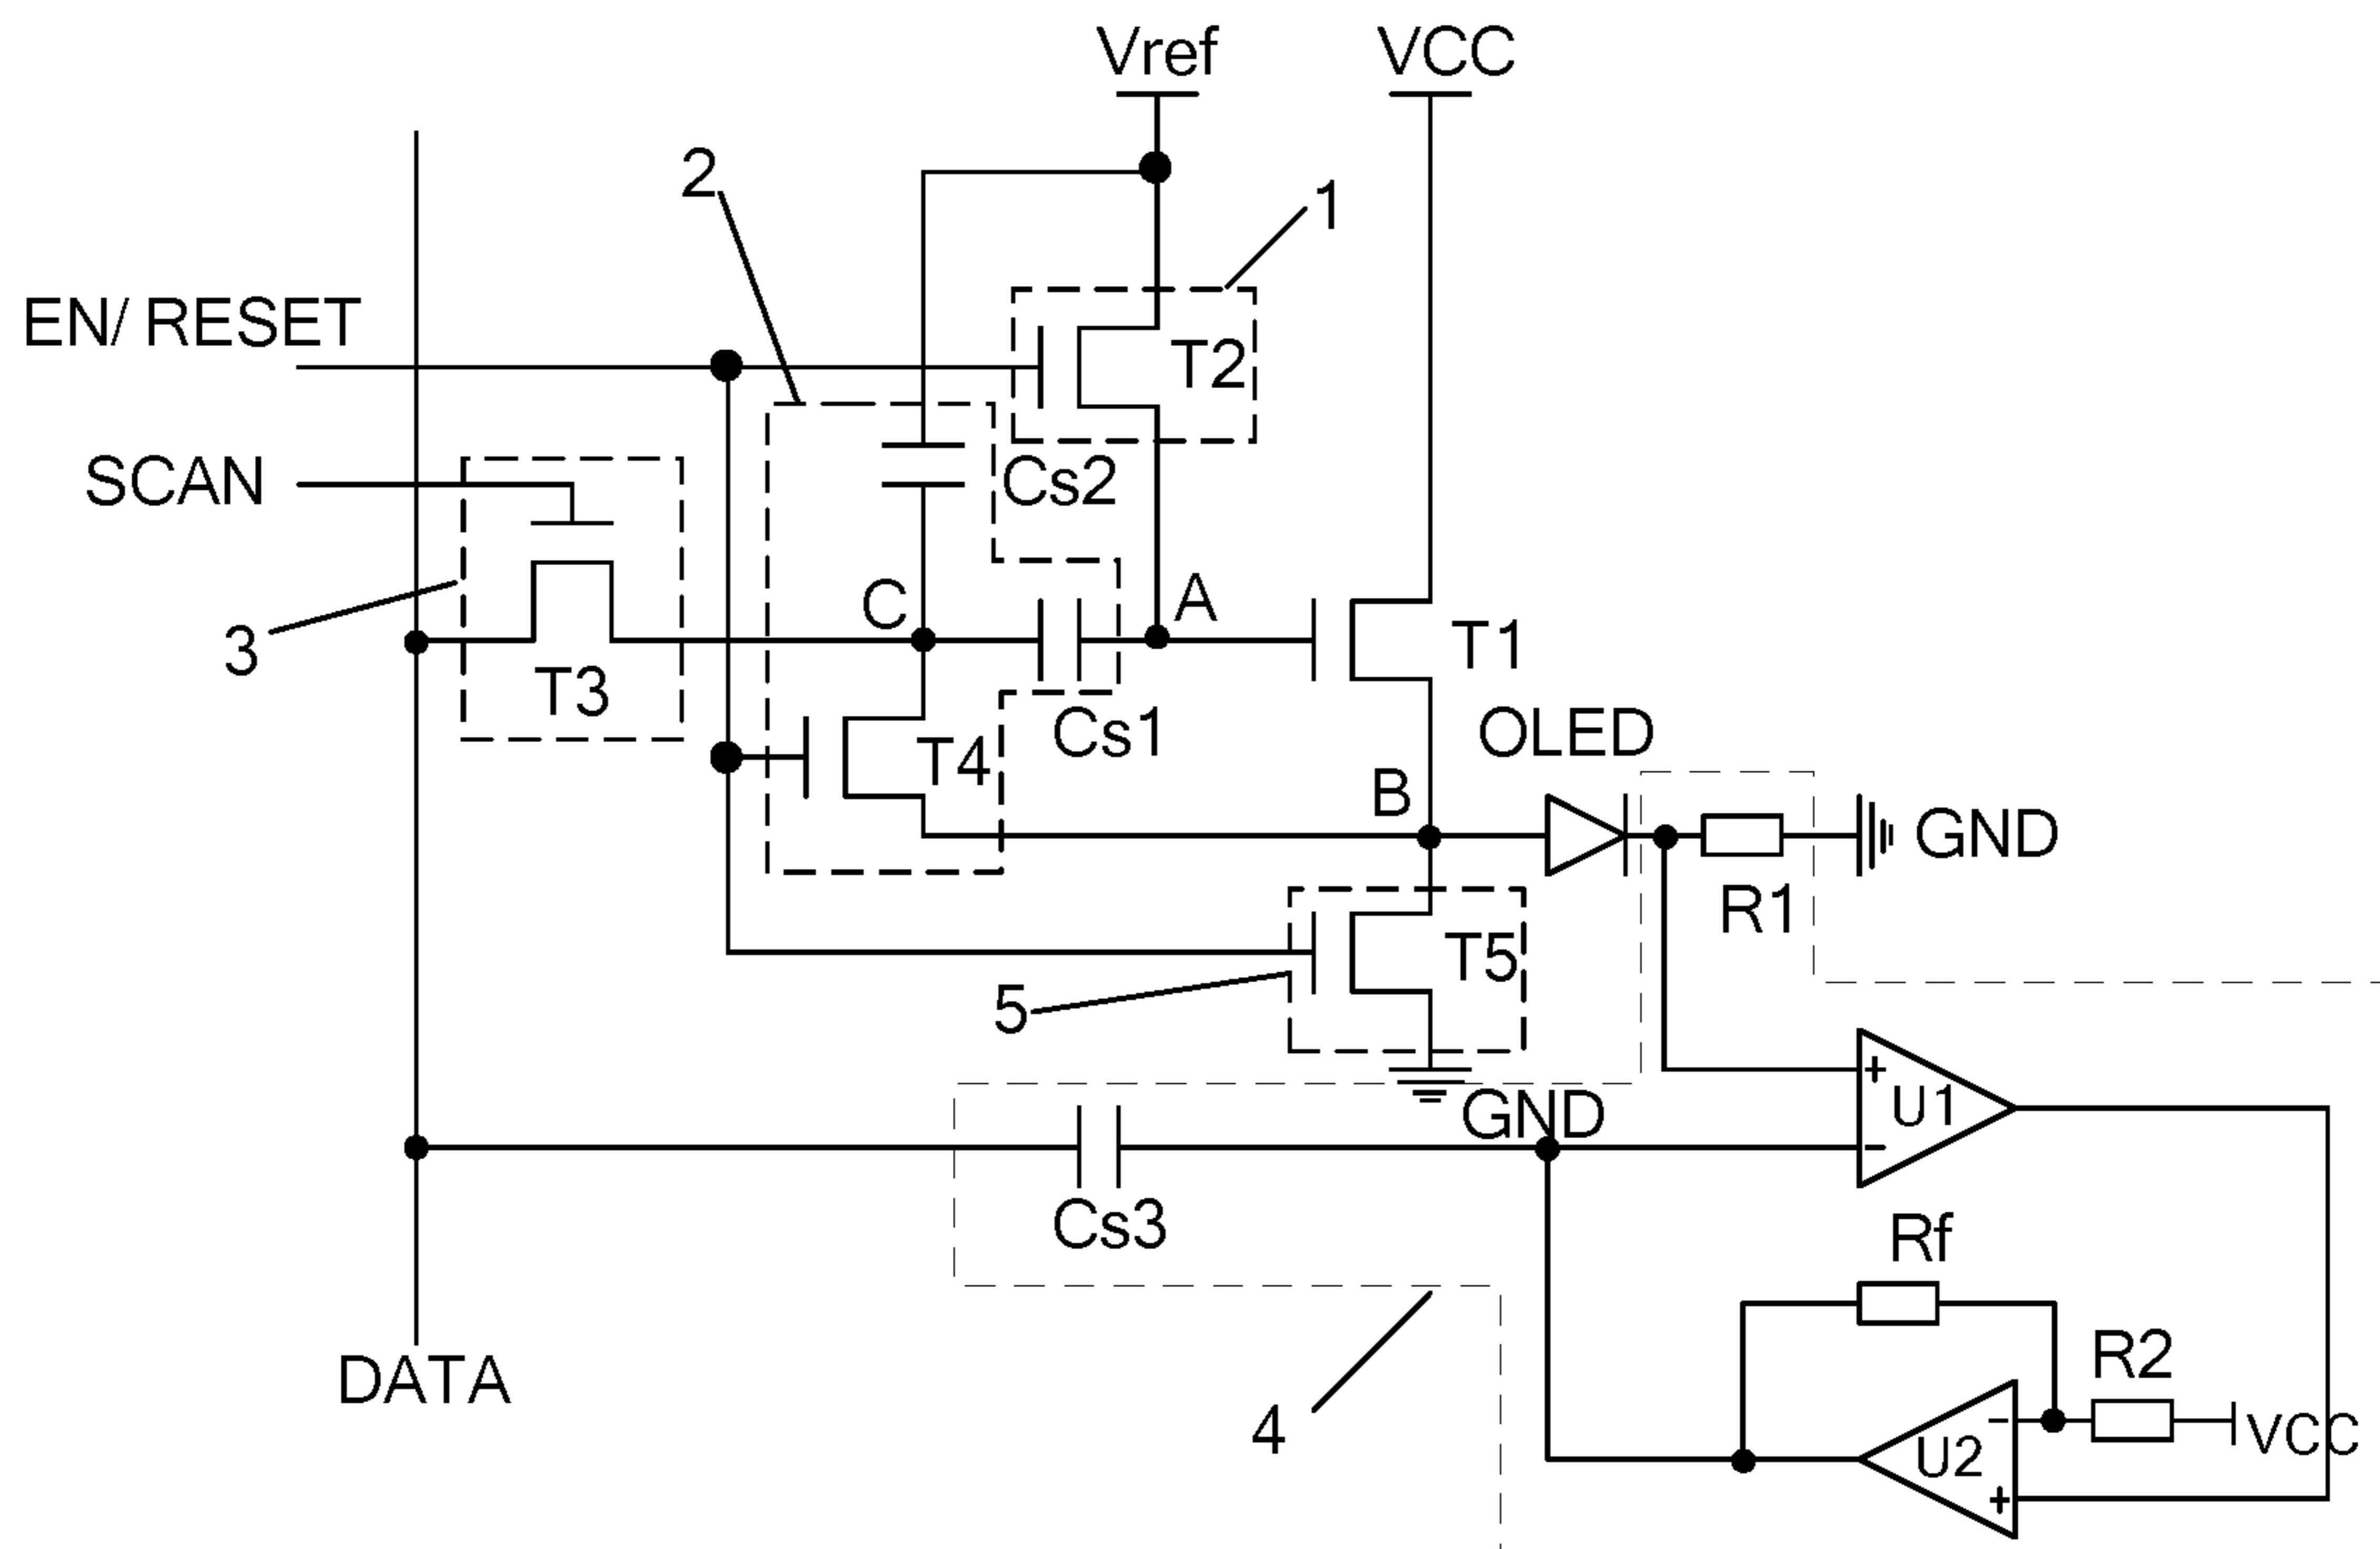 Vref
VCC
2
1
EN/ RESET
T2
SCAN
Cs2
C
A
3
T3
T1
Cs1
OLED
T4
B
GND
R1
T5
5
+
U1
GND
-
Cs3
Rf
R2
DATA
4
-
U2
VCC
+